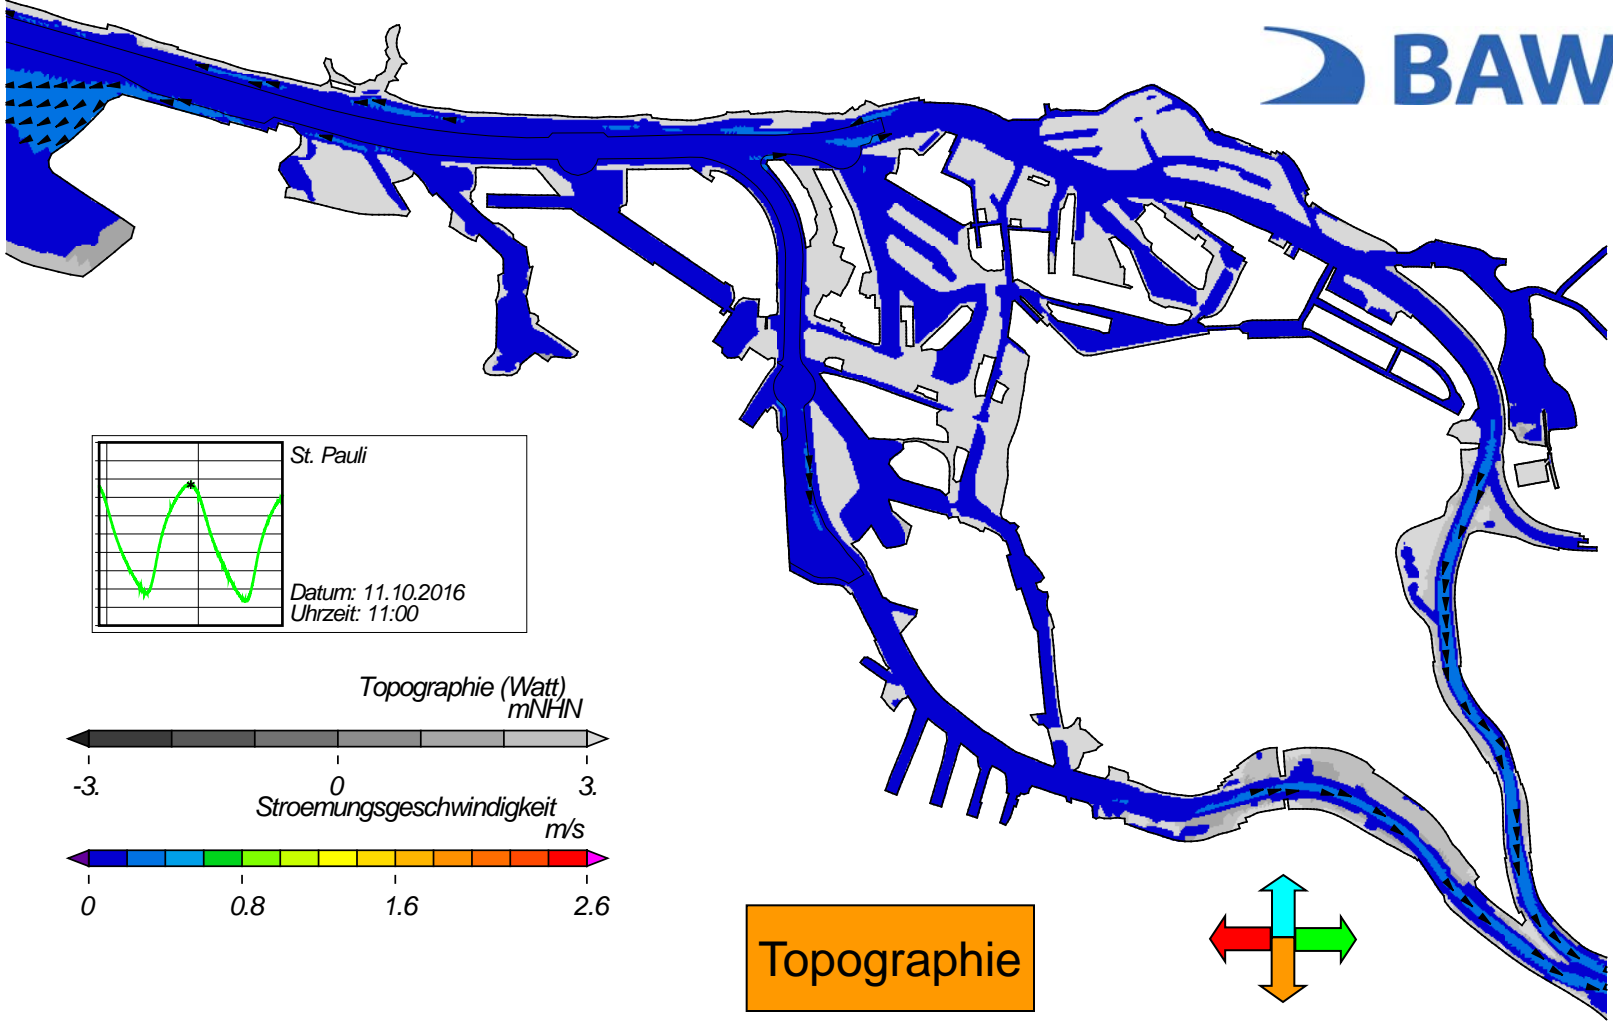 BAW
St. Pauli
Datum: 11.10.2016
Uhrzeit: 11:00
Topographie (Watt)
mNHN
-3. 0 3.
Stroemungsgeschwindigkeit
m/s
0 0.8 1.6 2.6
Topographie